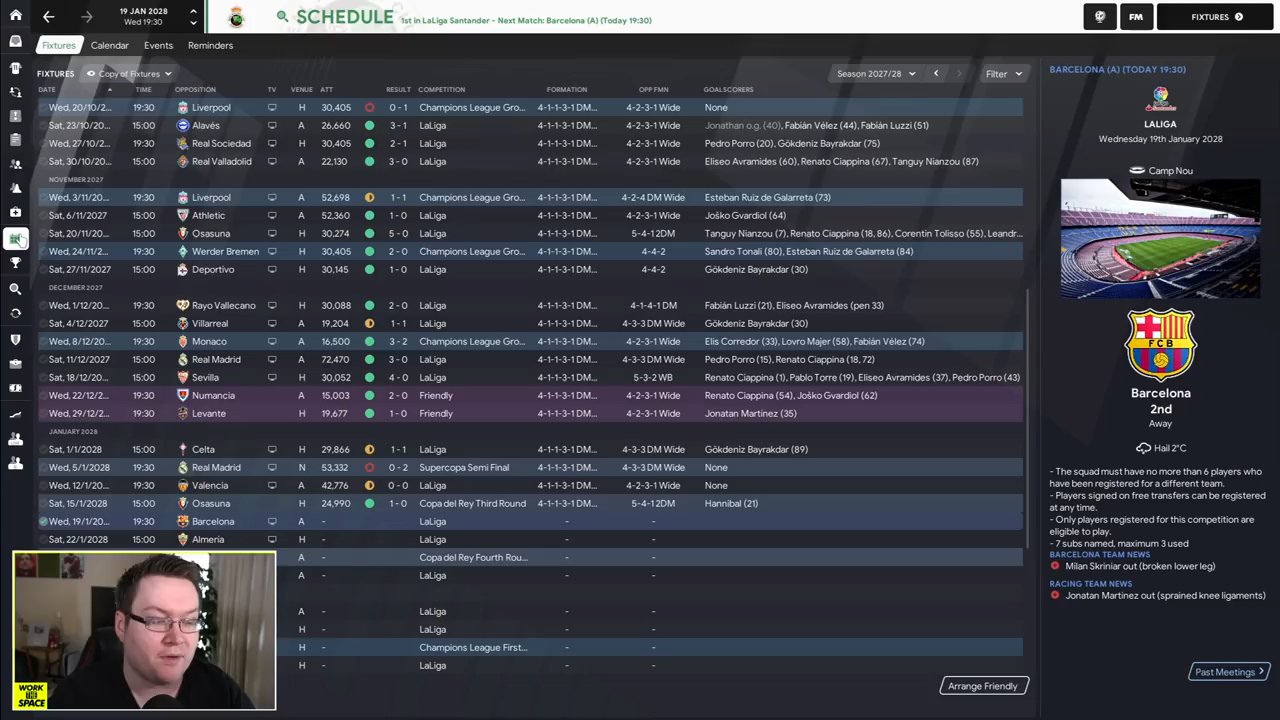 19 JAN 2028
Wed 19:30
SCHEDULE
1st in LaLiga Santander - Next Match: Barcelona (A) (Today 19:30)
FM
FIXTURES
Fixtures Calendar Events Reminders
FIXTURES Copy of Fixtures Season 2027/28 Filter
DATE TIME OPPOSITION TV VENUE ATT RESULT COMPETITION FORMATION OPP FMN GOALSCORERS
Wed, 20/10/20... 19:30 Liverpool H 30,405 0 - 1 Champions League Gro... 4-1-1-3-1 DM... 4-2-3-1 Wide None
Sat, 23/10/20... 15:00 Alavés A 26,660 3 - 1 LaLiga 4-1-1-3-1 DM... 4-2-3-1 Wide Jonathan o.g. (40), Fabián Vélez (44), Fabián Luzzi (51)
Wed, 27/10/20... 15:00 Real Sociedad H 30,405 2 - 1 LaLiga 4-1-1-3-1 DM... 4-2-3-1 Wide Pedro Porro (20), Gökdeniz Bayrakdar (75)
Sat, 30/10/20... 15:00 Real Valladolid A 22,130 3 - 0 LaLiga 4-1-1-3-1 DM... 4-2-3-1 Wide Eliseo Avramides (60), Renato Ciappina (67), Tanguy Nianzou (87)
NOVEMBER 2027
Wed, 3/11/20... 19:30 Liverpool A 52,698 1 - 1 Champions League Gro... 4-1-1-3-1 DM... 4-2-4 DM Wide Esteban Ruiz de Galarreta (73)
Sat, 6/11/2027 15:00 Athletic A 52,360 1 - 0 LaLiga 4-1-1-3-1 DM... 4-2-3-1 Wide Joško Gvardiol (64)
Sat, 20/11/20... 15:00 Osasuna H 30,274 5 - 0 LaLiga 4-1-1-3-1 DM... 5-4-12DM Tanguy Nianzou (7), Renato Ciappina (18, 86), Corentin Tolisso (55), Leandr...
Wed, 24/11/20... 19:30 Werder Bremen H 30,405 2 - 0 Champions League Gro... 4-1-1-3-1 DM... 4-4-2 Sandro Tonali (80), Esteban Ruiz de Galarreta (84)
Sat, 27/11/2027 15:00 Deportivo H 30,145 1 - 0 LaLiga 4-1-1-3-1 DM... 4-4-2 Gökdeniz Bayrakdar (30)
DECEMBER 2027
Wed, 1/12/20... 19:30 Rayo Vallecano H 30,088 2 - 0 LaLiga 4-1-1-3-1 DM... 4-1-4-1 DM Fabián Luzzi (21), Eliseo Avramides (pen 33)
Sat, 4/12/2027 15:00 Villarreal A 19,204 1 - 1 LaLiga 4-1-1-3-1 DM... 4-3-3 DM Wide Gökdeniz Bayrakdar (30)
Wed, 8/12/20... 19:30 Monaco A 16,500 3 - 2 Champions League Gro... 4-1-1-3-1 DM... 4-2-3-1 Wide Elis Corredor (33), Lovro Majer (58), Fabián Vélez (74)
Sat, 11/12/2027 15:00 Real Madrid A 72,470 3 - 0 LaLiga 4-1-1-3-1 DM... 4-3-3 DM Wide Pedro Porro (15), Renato Ciappina (18, 72)
Sat, 18/12/20... 15:00 Sevilla H 30,052 4 - 0 LaLiga 4-1-1-3-1 DM... 5-3-2 WB Renato Ciappina (1), Pablo Torre (19), Eliseo Avramides (37), Pedro Porro (43)
Wed, 22/12/2... 19:30 Numancia A 15,003 2 - 0 Friendly 4-1-1-3-1 DM... 4-2-3-1 Wide Renato Ciappina (54), Joško Gvardiol (62)
Wed, 29/12/2... 19:30 Levante H 19,677 1 - 0 Friendly 4-1-1-3-1 DM... 4-2-3-1 Wide Jonatan Martinez (35)
JANUARY 2028
Sat, 1/1/2028 15:00 Celta H 29,866 1 - 1 LaLiga 4-1-1-3-1 DM... 4-3-3 DM Wide Gökdeniz Bayrakdar (89)
Wed, 5/1/2028 19:30 Real Madrid N 53,332 0 - 2 Supercopa Semi Final 4-1-1-3-1 DM... 4-3-3 DM Wide None
Wed, 12/1/20... 19:30 Valencia A 42,776 0 - 0 LaLiga 4-1-1-3-1 DM... 4-2-3-1 Wide None
Sat, 15/1/2028 15:00 Osasuna H 24,990 1 - 0 Copa del Rey Third Round 4-1-1-3-1 DM... 5-4-12DM Hannibal (21)
Wed, 19/1/20... 19:30 Barcelona A - LaLiga - -
Sat, 22/1/2028 15:00 Almeria H - LaLiga - -
A - Copa del Rey Fourth Rou... - -
A - LaLiga - -
A - LaLiga - -
H - LaLiga - -
H - Champions League First... - -
H - LaLiga - -
Arrange Friendly
BARCELONA (A) (TODAY 19:30)
LALIGA
Wednesday 19th January 2028
Camp Nou
FCB
Barcelona
2nd
Away
Hail 2°C
- The squad must have no more than 6 players who
have been registered for a different team.
- Players signed on free transfers can be registered
at any time.
- Only players registered for this competition are
eligible to play.
- 7 subs named, maximum 3 used
BARCELONA TEAM NEWS
Milan Skriniar out (broken lower leg)
RACING TEAM NEWS
Jonatan Martinez out (sprained knee ligaments)
Past Meetings
WORK
THE
SPACE